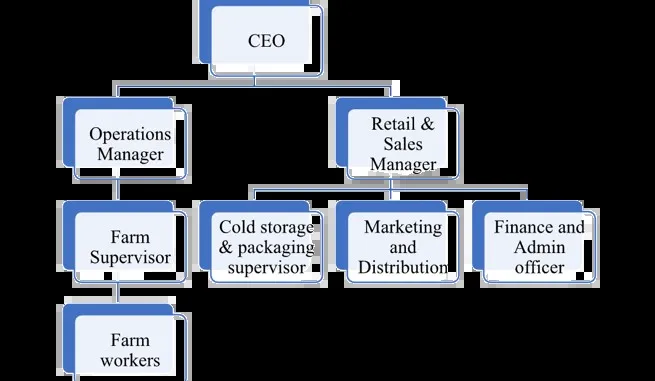 CEO
Operations
Manager
Retail &
Sales
Manager
Farm
Supervisor
Cold storage
& packaging
supervisor
Marketing
and
Distribution
Finance and
Admin
officer
Farm
workers